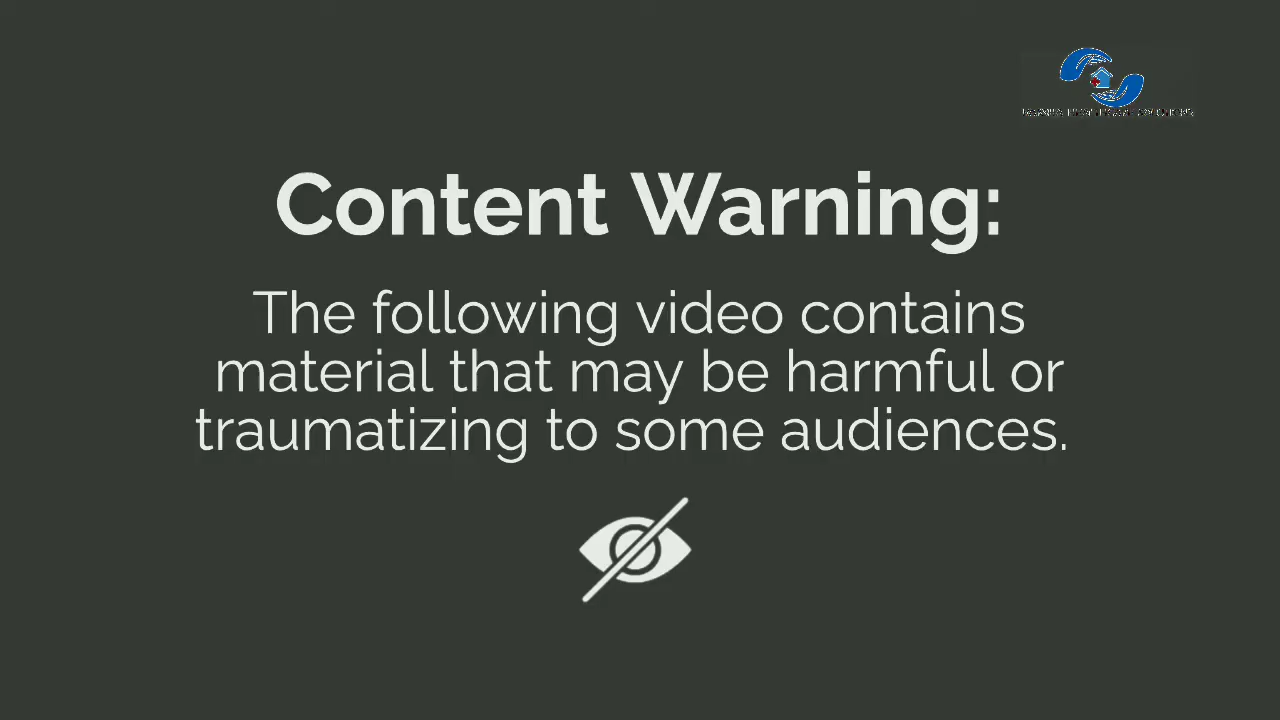 Content Warning:
The following video contains
material that may be harmful or
traumatizing to some audiences.